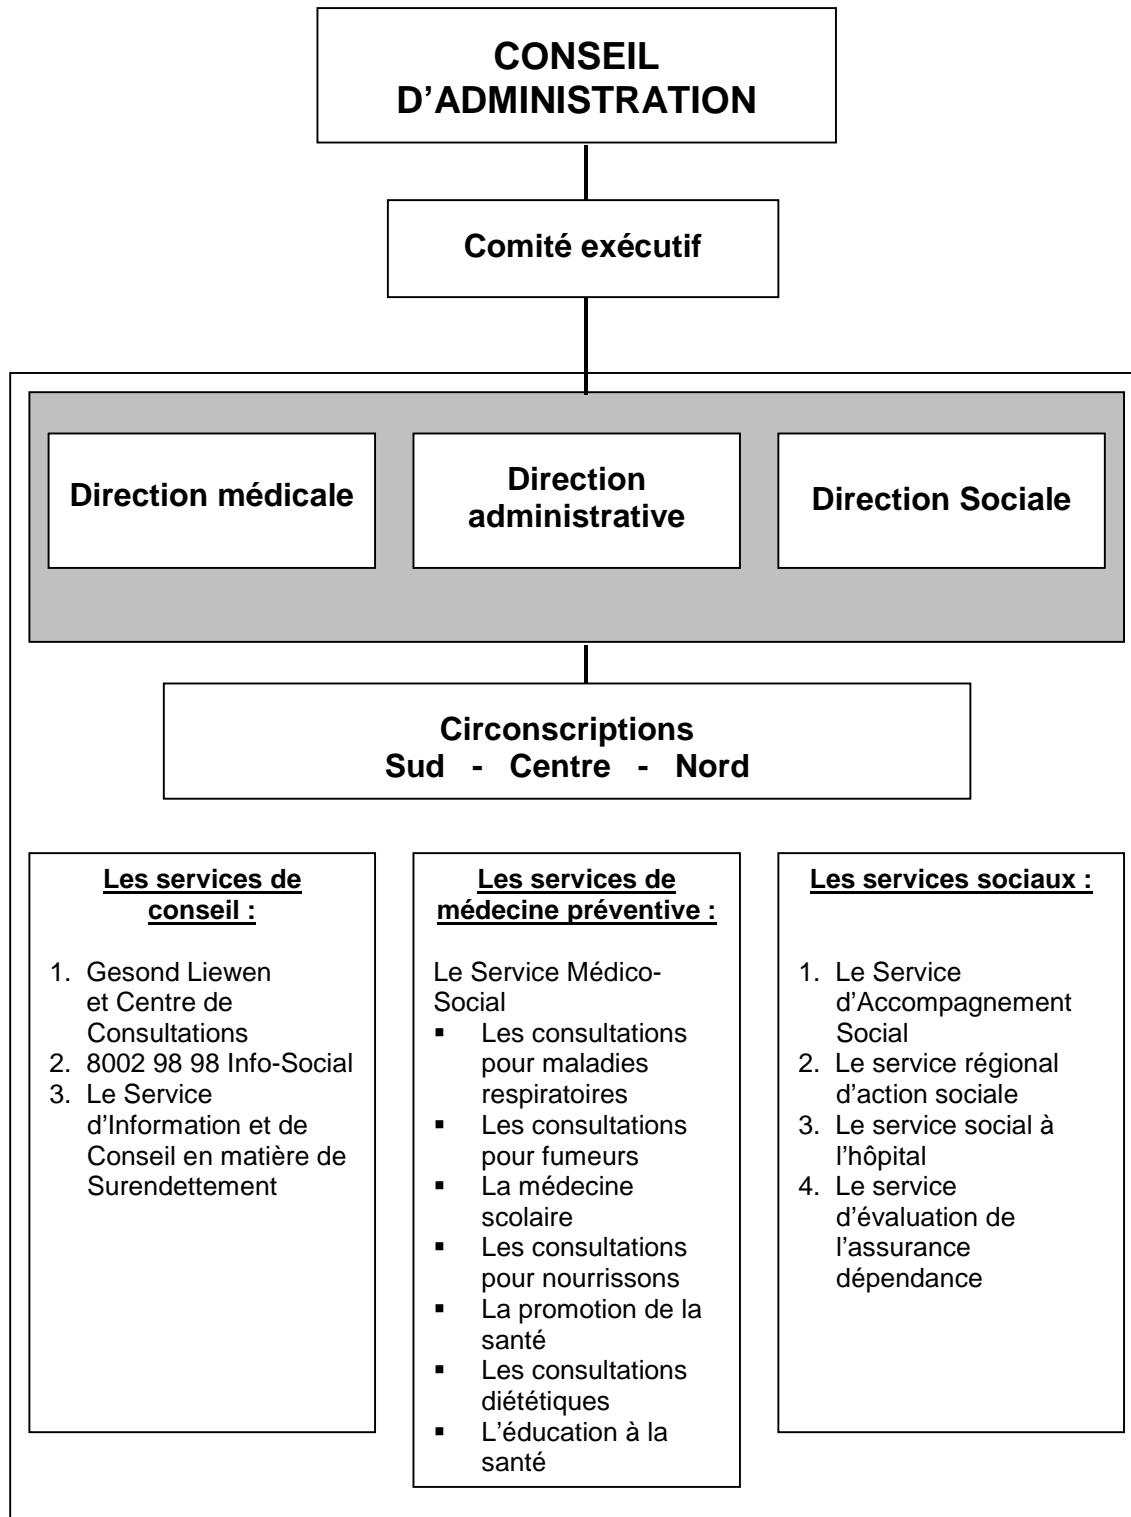 CONSEIL
D’ADMINISTRATION
Comité exécutif
Direction médicale
Direction
administrative
Direction Sociale
Circonscriptions
Sud - Centre - Nord
Les services de
conseil :
1. Gesond Liewen
et Centre de
Consultations
2. 8002 98 98 Info-Social
3. Le Service
d’Information et de
Conseil en matière de
Surendettement
Les services de
médecine préventive :
Le Service Médico-
Social
▪ Les consultations
pour maladies
respiratoires
▪ Les consultations
pour fumeurs
▪ La médecine
scolaire
▪ Les consultations
pour nourrissons
▪ La promotion de la
santé
▪ Les consultations
diététiques
▪ L’éducation à la
santé
Les services sociaux :
1. Le Service
d’Accompagnement
Social
2. Le service régional
d’action sociale
3. Le service social à
l’hôpital
4. Le service
d’évaluation de
l’assurance
dépendance